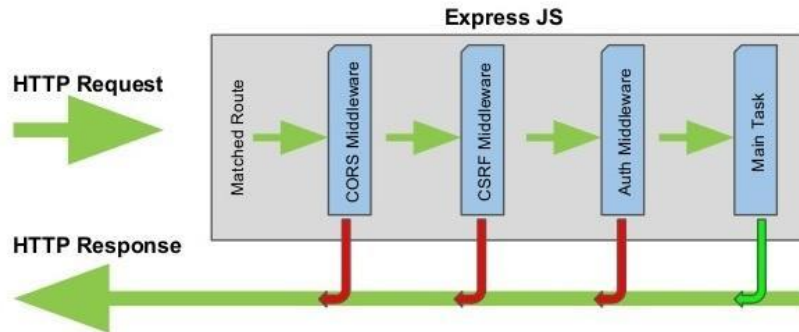 Express JS
HTTP Request
Matched Route
CORS Middleware
CSRF Middleware
Auth Middleware
Main Task
HTTP Response